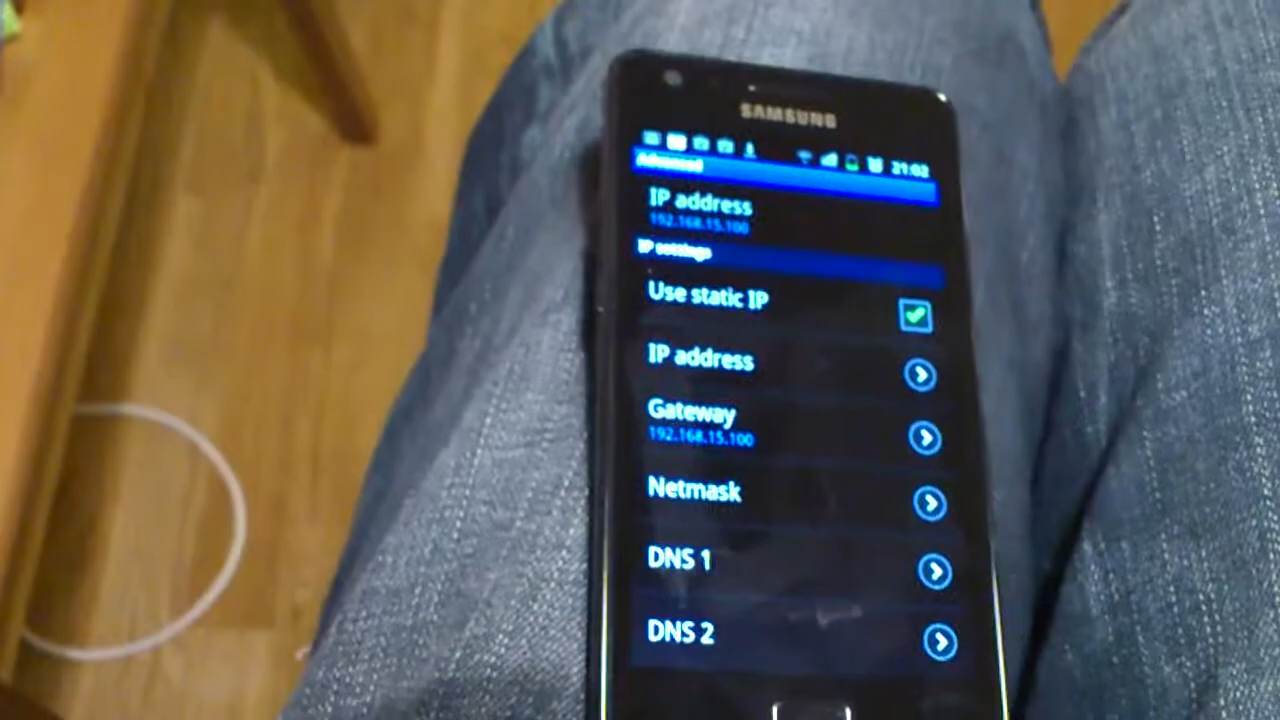 SAMSUNG
21:02
Advanced
IP address
192.168.15.100
IP settings
Use static IP
IP address
Gateway
192.168.15.100
Netmask
DNS 1
DNS 2